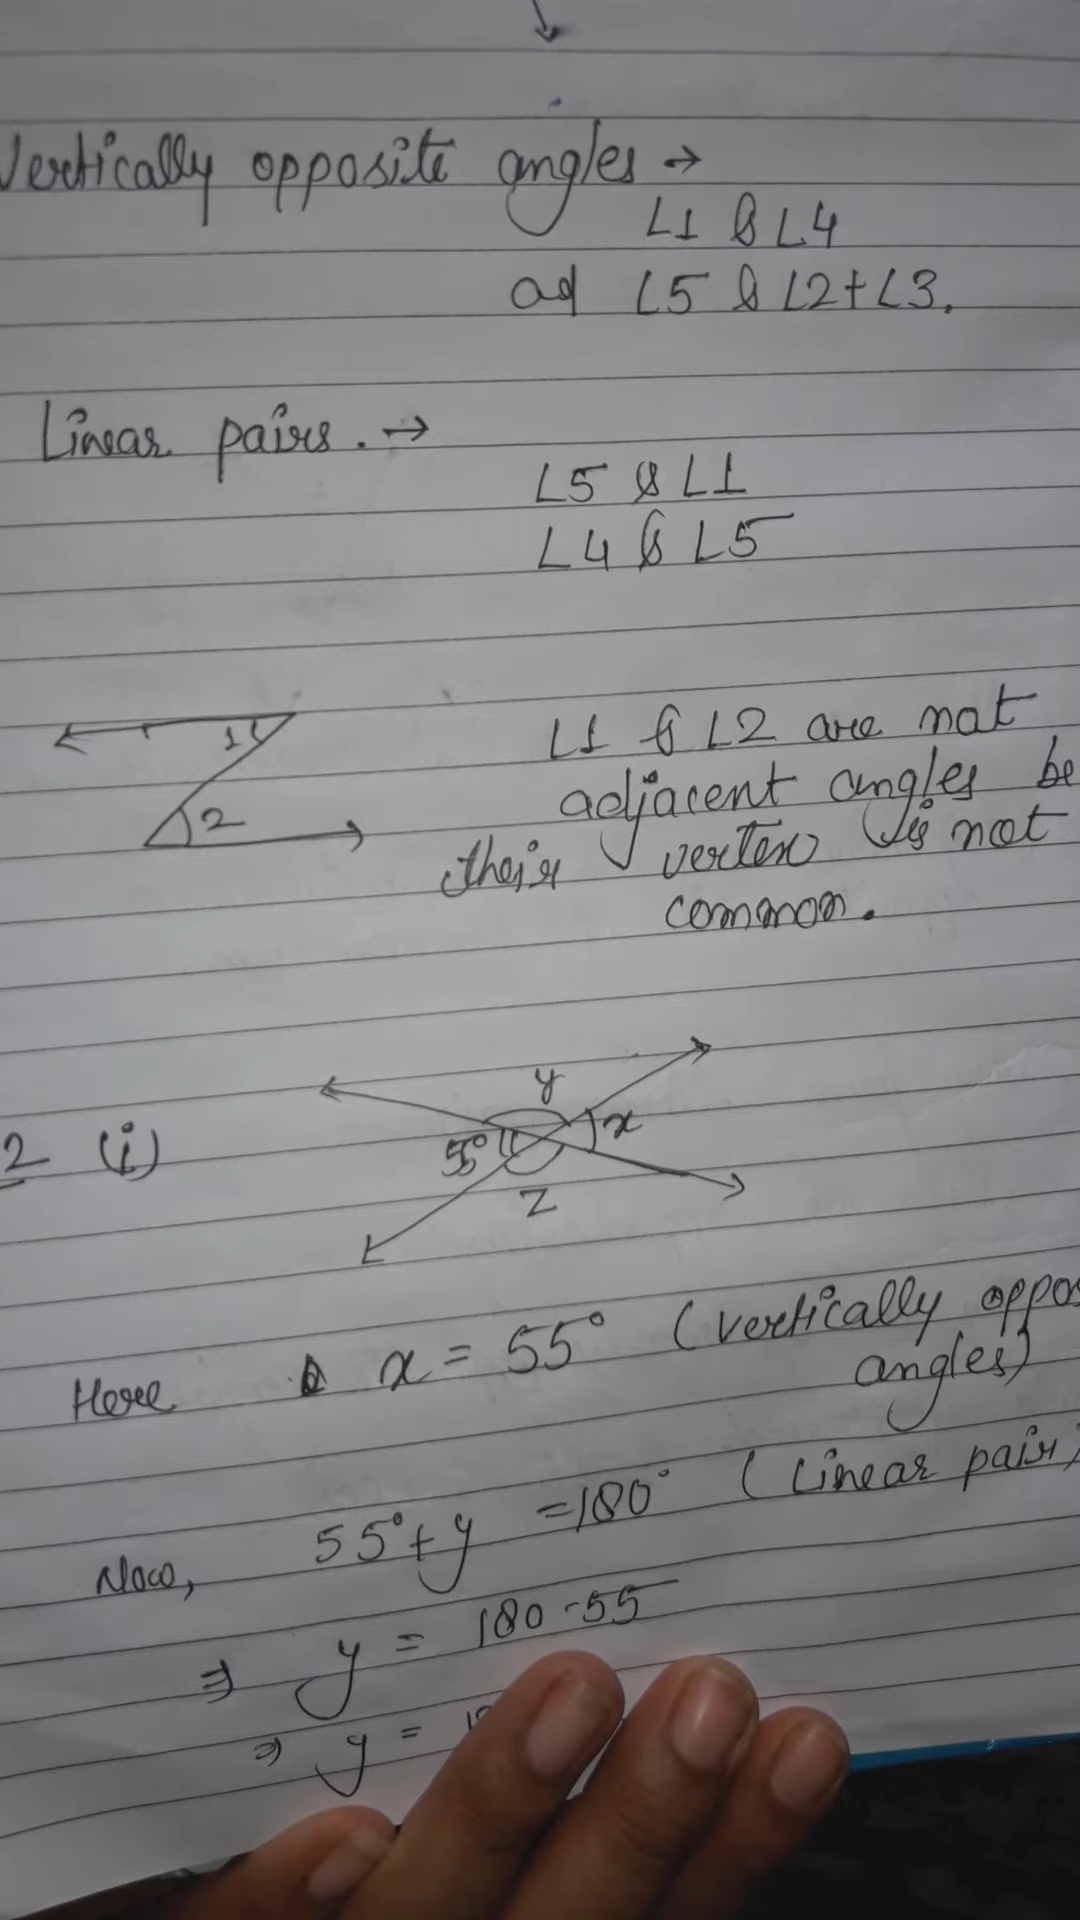 Vertically opposite angles →
∠1 & ∠4
and ∠5 & ∠2+∠3.
Linear pairs. →
∠5 & ∠1
∠4 & ∠5
1
2
∠1 & ∠2 are not
adjacent angles be
their vertex is not
common.
2 (i)
y
55° x
z
Here x = 55° (vertically oppos
angles)
Now, 55°+y =180° (Linear pair)
⇒ y = 180-55
⇒ y =